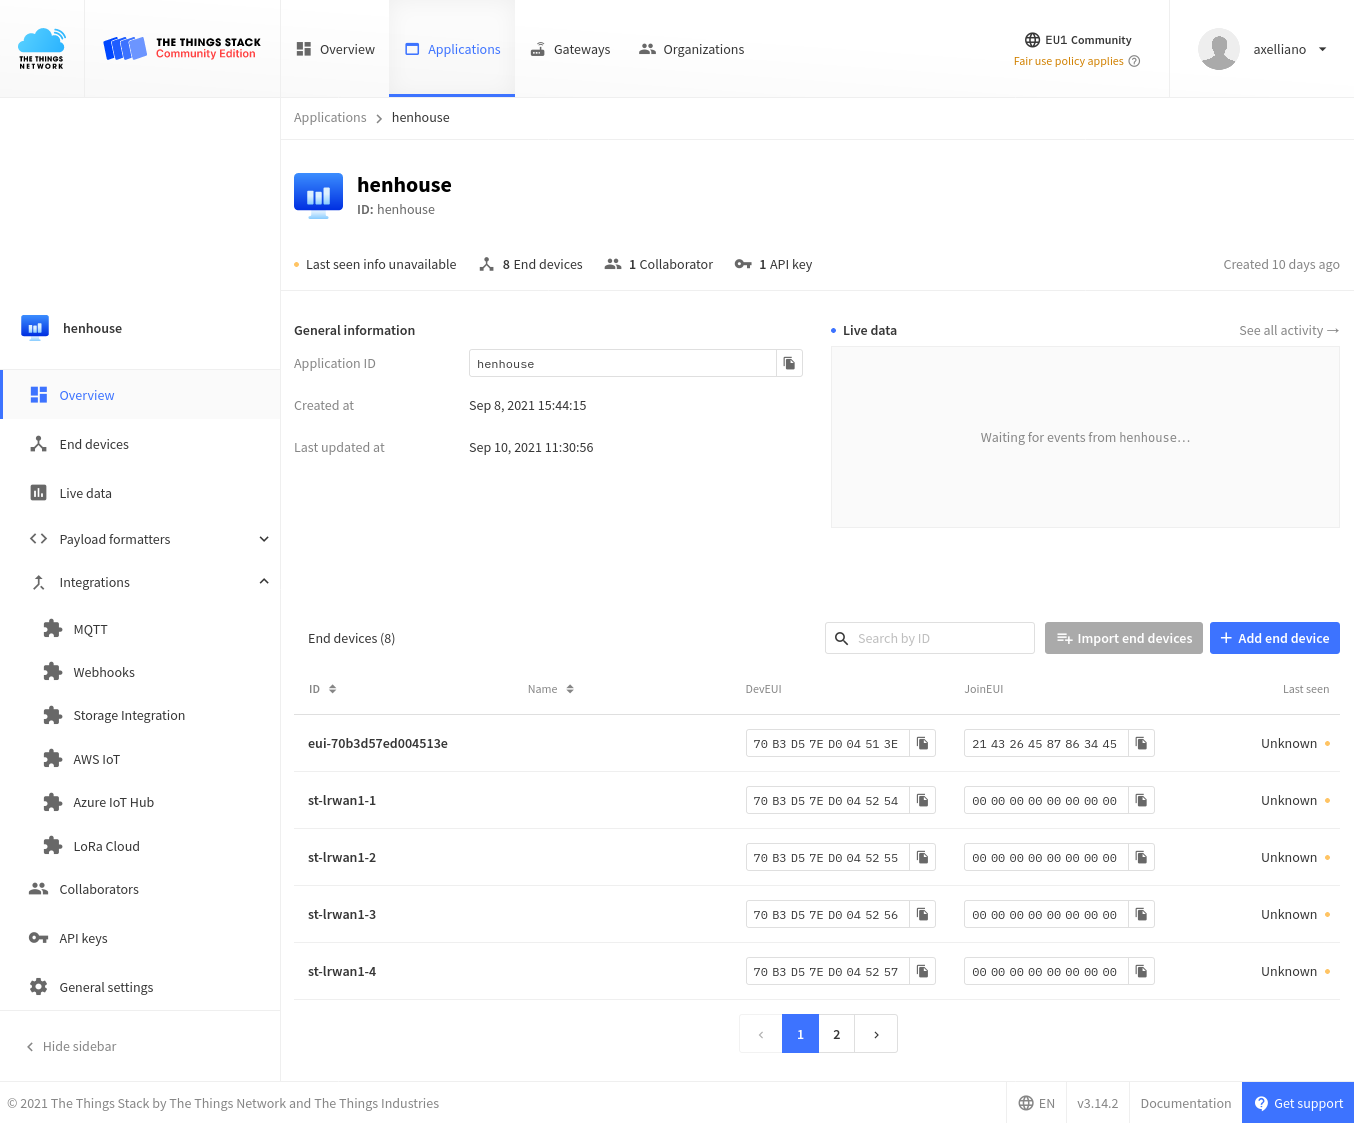 THE THINGS
NETWORK
THE THINGS STACK
Community Edition
Overview
Applications
Gateways
Organizations
EU1 Community
Fair use policy applies
axelliano
Applications
henhouse
henhouse
ID: henhouse
Last seen info unavailable
8 End devices
1 Collaborator
1 API key
Created 10 days ago
henhouse
Overview
End devices
Live data
Payload formatters
Integrations
MQTT
Webhooks
Storage Integration
AWS IoT
Azure IoT Hub
LoRa Cloud
Collaborators
API keys
General settings
Hide sidebar
General information
Application ID henhouse
Created at Sep 8, 2021 15:44:15
Last updated at Sep 10, 2021 11:30:56
Live data
See all activity →
Waiting for events from henhouse…
End devices (8)
Search by ID
Import end devices
Add end device
ID Name DevEUI JoinEUI Last seen
eui-70b3d57ed004513e 70 B3 D5 7E D0 04 51 3E 21 43 26 45 87 86 34 45 Unknown
st-lrwan1-1 70 B3 D5 7E D0 04 52 54 00 00 00 00 00 00 00 00 Unknown
st-lrwan1-2 70 B3 D5 7E D0 04 52 55 00 00 00 00 00 00 00 00 Unknown
st-lrwan1-3 70 B3 D5 7E D0 04 52 56 00 00 00 00 00 00 00 00 Unknown
st-lrwan1-4 70 B3 D5 7E D0 04 52 57 00 00 00 00 00 00 00 00 Unknown
1 2
© 2021 The Things Stack by The Things Network and The Things Industries
EN
v3.14.2
Documentation
Get support